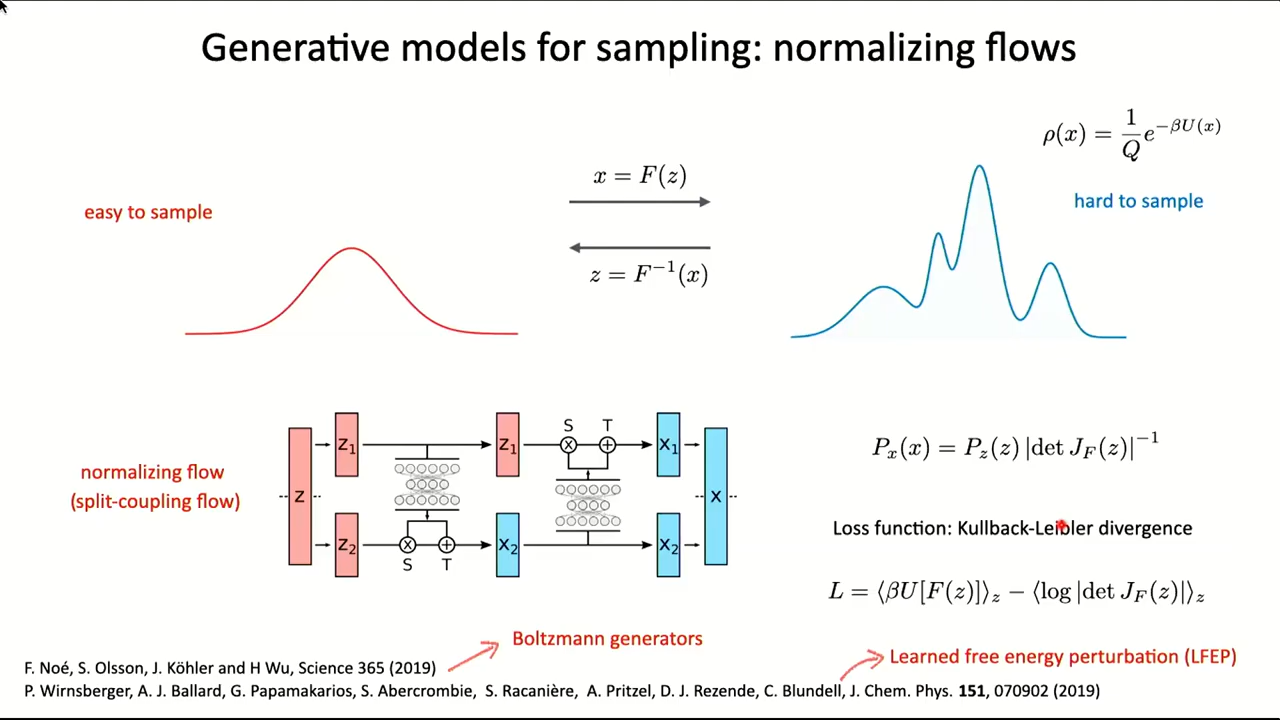 Generative models for sampling: normalizing flows
ρ(x) = 1/Q e^{−βU(x)}
x = F(z)
easy to sample
hard to sample
z = F⁻¹(x)
S T
z₁ z₁ x₁
normalizing flow
(split-coupling flow)
z x
z₂ x₂ x₂
S T
Pₓ(x) = P_z(z) |det J_F(z)|⁻¹
Loss function: Kullback-Leibler divergence
L = ⟨βU[F(z)]⟩_z − ⟨log |det J_F(z)|⟩_z
Boltzmann generators
Learned free energy perturbation (LFEP)
F. Noé, S. Olsson, J. Köhler and H Wu, Science 365 (2019)
P. Wirnsberger, A. J. Ballard, G. Papamakarios, S. Abercrombie, S. Racanière, A. Pritzel, D. J. Rezende, C. Blundell, J. Chem. Phys. 151, 070902 (2019)